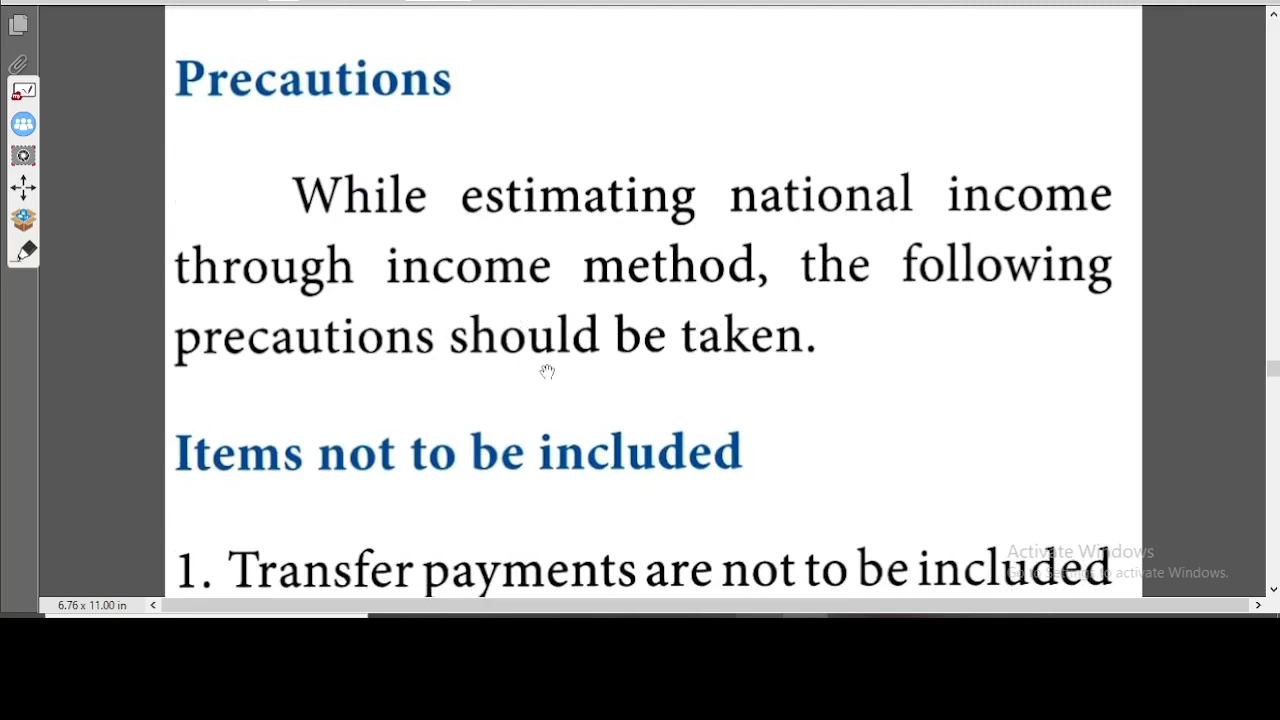 Precautions
While estimating national income
through income method, the following
precautions should be taken.
Items not to be included
1. Transfer payments are not to be included
Activate Windows
to activate Windows.
6.76 x 11.00 in